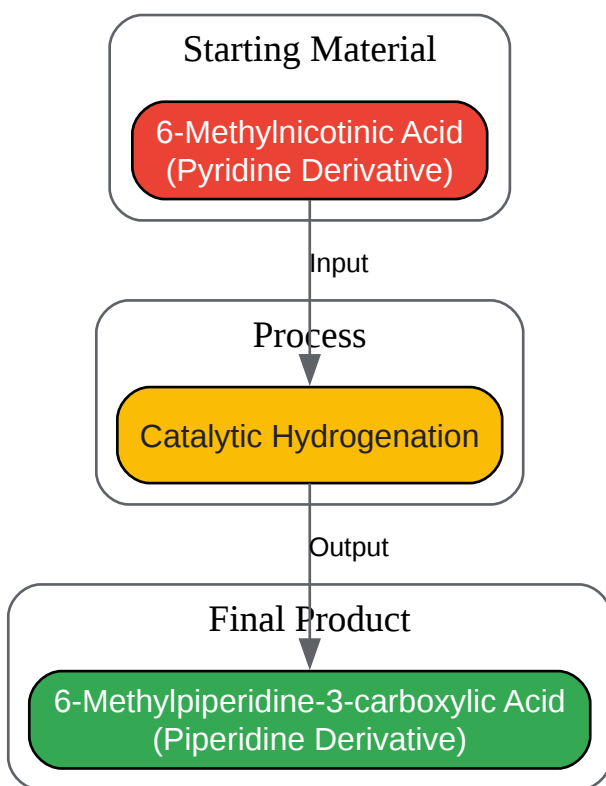 Starting Material
6-Methylnicotinic Acid
(Pyridine Derivative)
Input
Process
Catalytic Hydrogenation
Output
Final Product
6-Methylpiperidine-3-carboxylic Acid
(Piperidine Derivative)